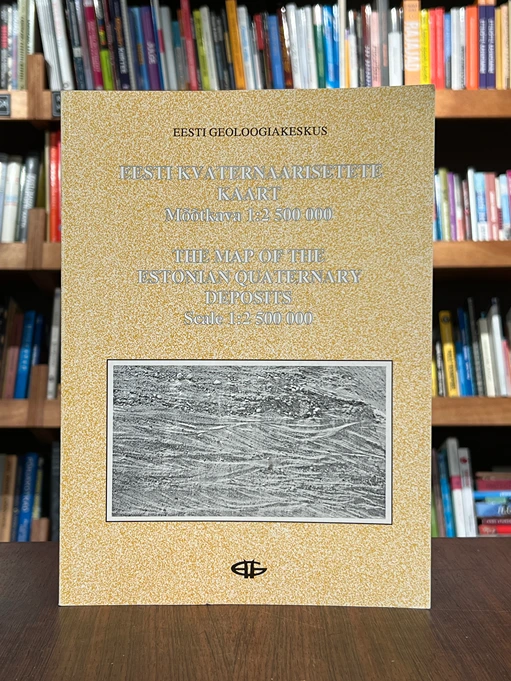 EESTI GEOLOOGIAKESKUS
EESTI KVATERNAARISETETE
KAART
Mõõtkava 1:2 500 000
THE MAP OF THE
ESTONIAN QUATERNARY
DEPOSITS
Scale 1:2 500 000